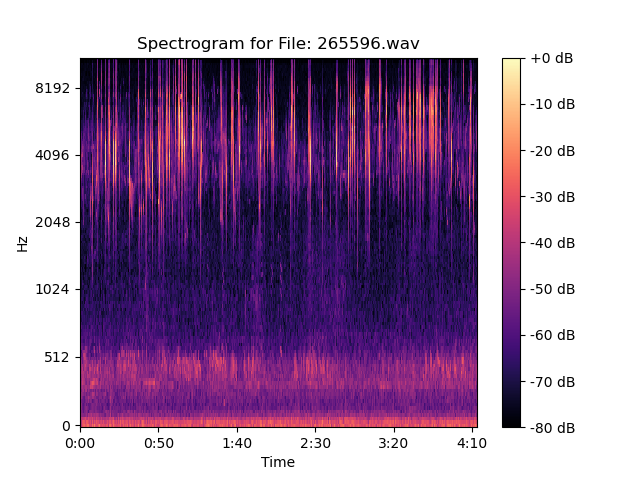 Spectrogram for File: 265596.wav
Hz
8192
4096
2048
1024
512
0
0:00 0:50 1:40 2:30 3:20 4:10
Time
+0 dB
-10 dB
-20 dB
-30 dB
-40 dB
-50 dB
-60 dB
-70 dB
-80 dB